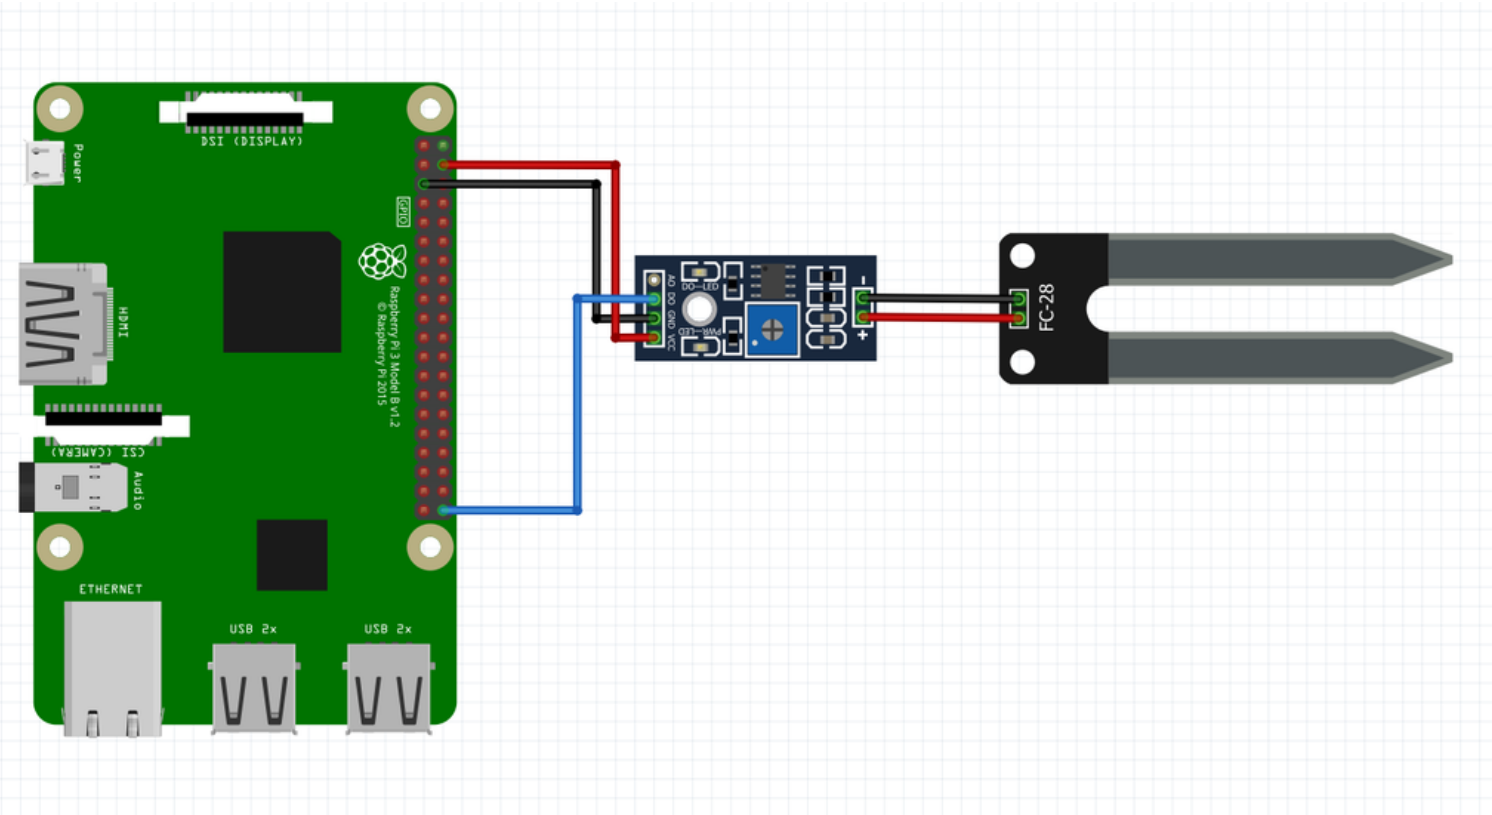 DSI (DISPLAY)
Power
GPIO
HDMI
Raspberry Pi 3 Model B v1.2
© Raspberry Pi 2015
CSI (CAMERA)
Audio
ETHERNET
USB 2x
USB 2x
AO
DO
GND
VCC
DO-LED
PWR-LED
-
+
FC-28